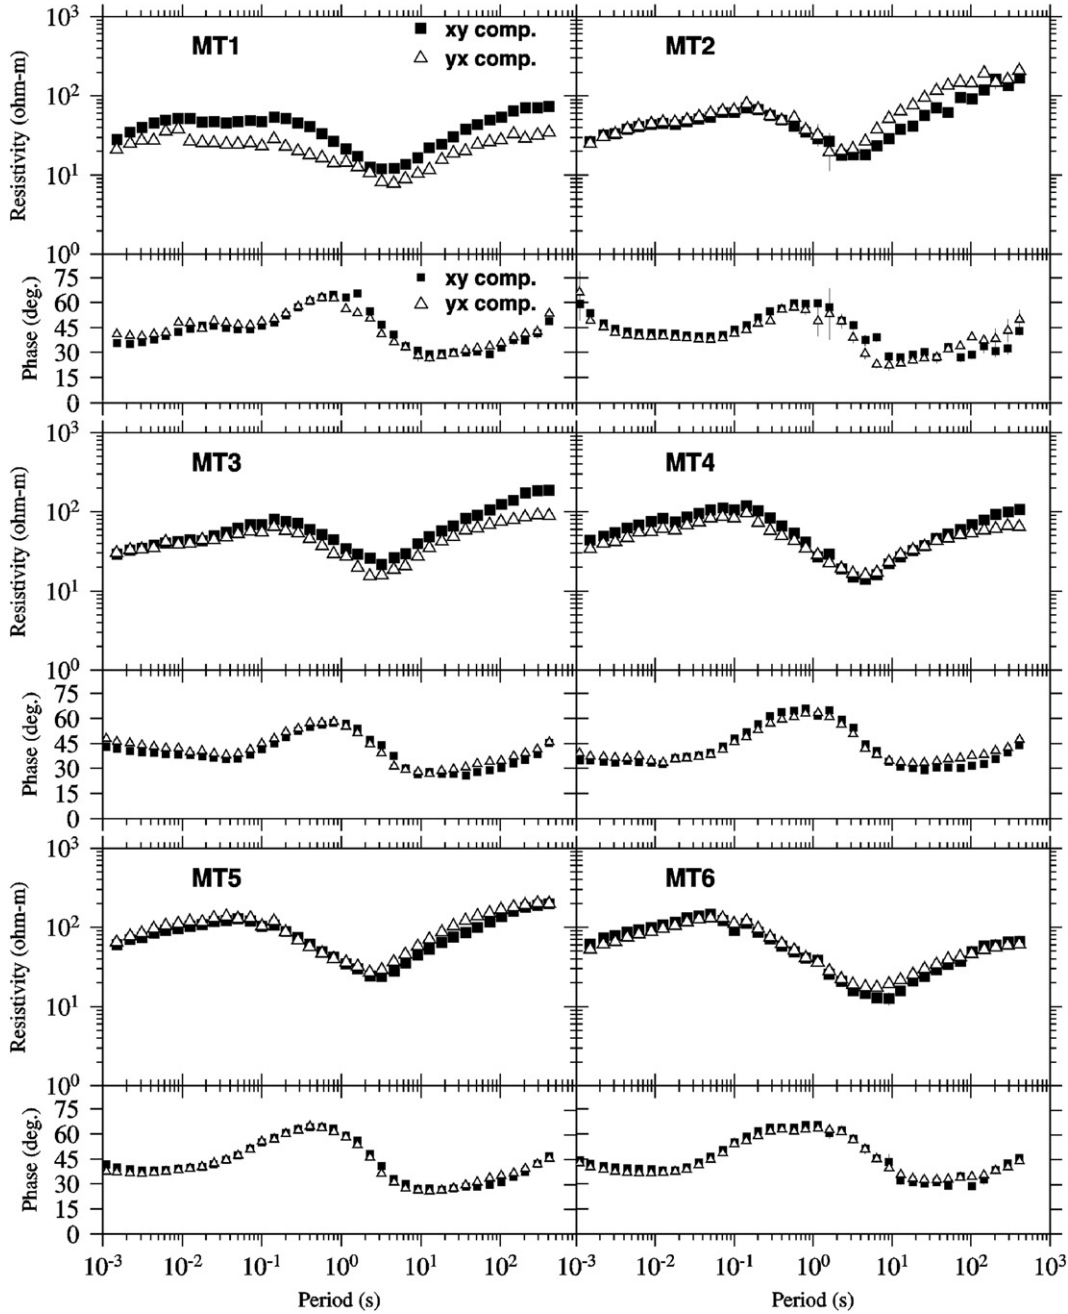 10³
Resistivity (ohm-m)
MT1
xy comp.
yx comp.
MT2
10²
10¹
10⁰
Phase (deg.)
75
xy comp.
yx comp.
60
45
30
15
0
10³
Resistivity (ohm-m)
MT3
MT4
10²
10¹
10⁰
Phase (deg.)
75
60
45
30
15
0
10³
Resistivity (ohm-m)
MT5
MT6
10²
10¹
10⁰
Phase (deg.)
75
60
45
30
15
0
10⁻³ 10⁻² 10⁻¹ 10⁰ 10¹ 10² 10⁻³ 10⁻² 10⁻¹ 10⁰ 10¹ 10² 10³
Period (s) Period (s)